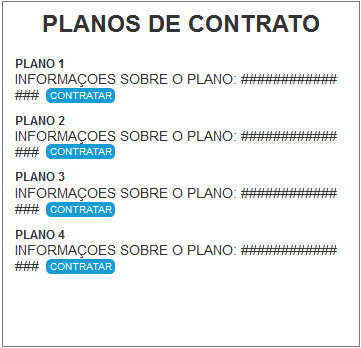 PLANOS DE CONTRATO
PLANO 1
INFORMAÇOES SOBRE O PLANO: ############
### CONTRATAR
PLANO 2
INFORMAÇOES SOBRE O PLANO: ############
### CONTRATAR
PLANO 3
INFORMAÇOES SOBRE O PLANO: ############
### CONTRATAR
PLANO 4
INFORMAÇOES SOBRE O PLANO: ############
### CONTRATAR